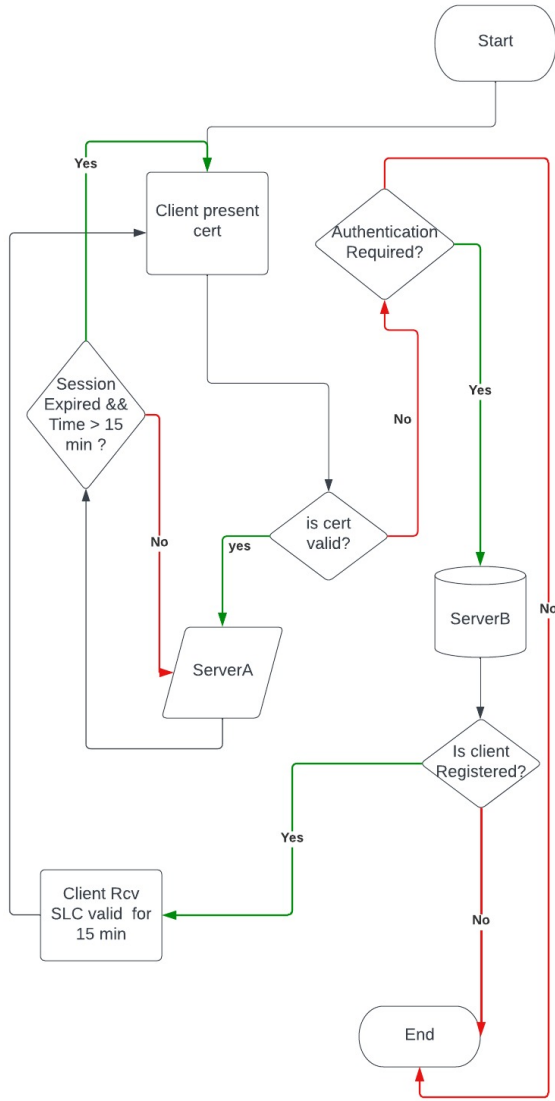 Start
Yes
Client present
cert
Authentication
Required?
Session
Expired &&
Time > 15
min ?
Yes
No
No
is cert
valid?
yes
ServerB
No
ServerA
Is client
Registered?
Yes
Client Rcv
SLC valid for
15 min
No
End